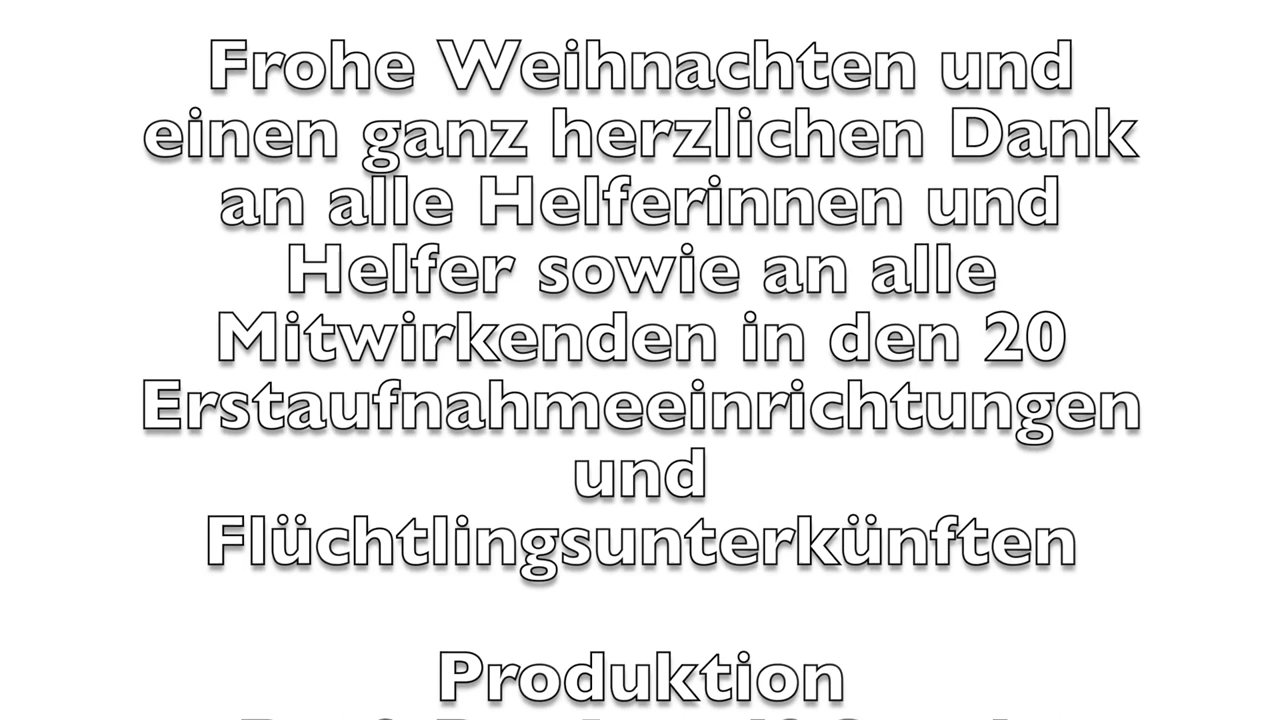 Frohe Weihnachten und
einen ganz herzlichen Dank
an alle Helferinnen und
Helfer sowie an alle
Mitwirkenden in den 20
Erstaufnahmeeinrichtungen
und
Flüchtlingsunterkünften
Produktion